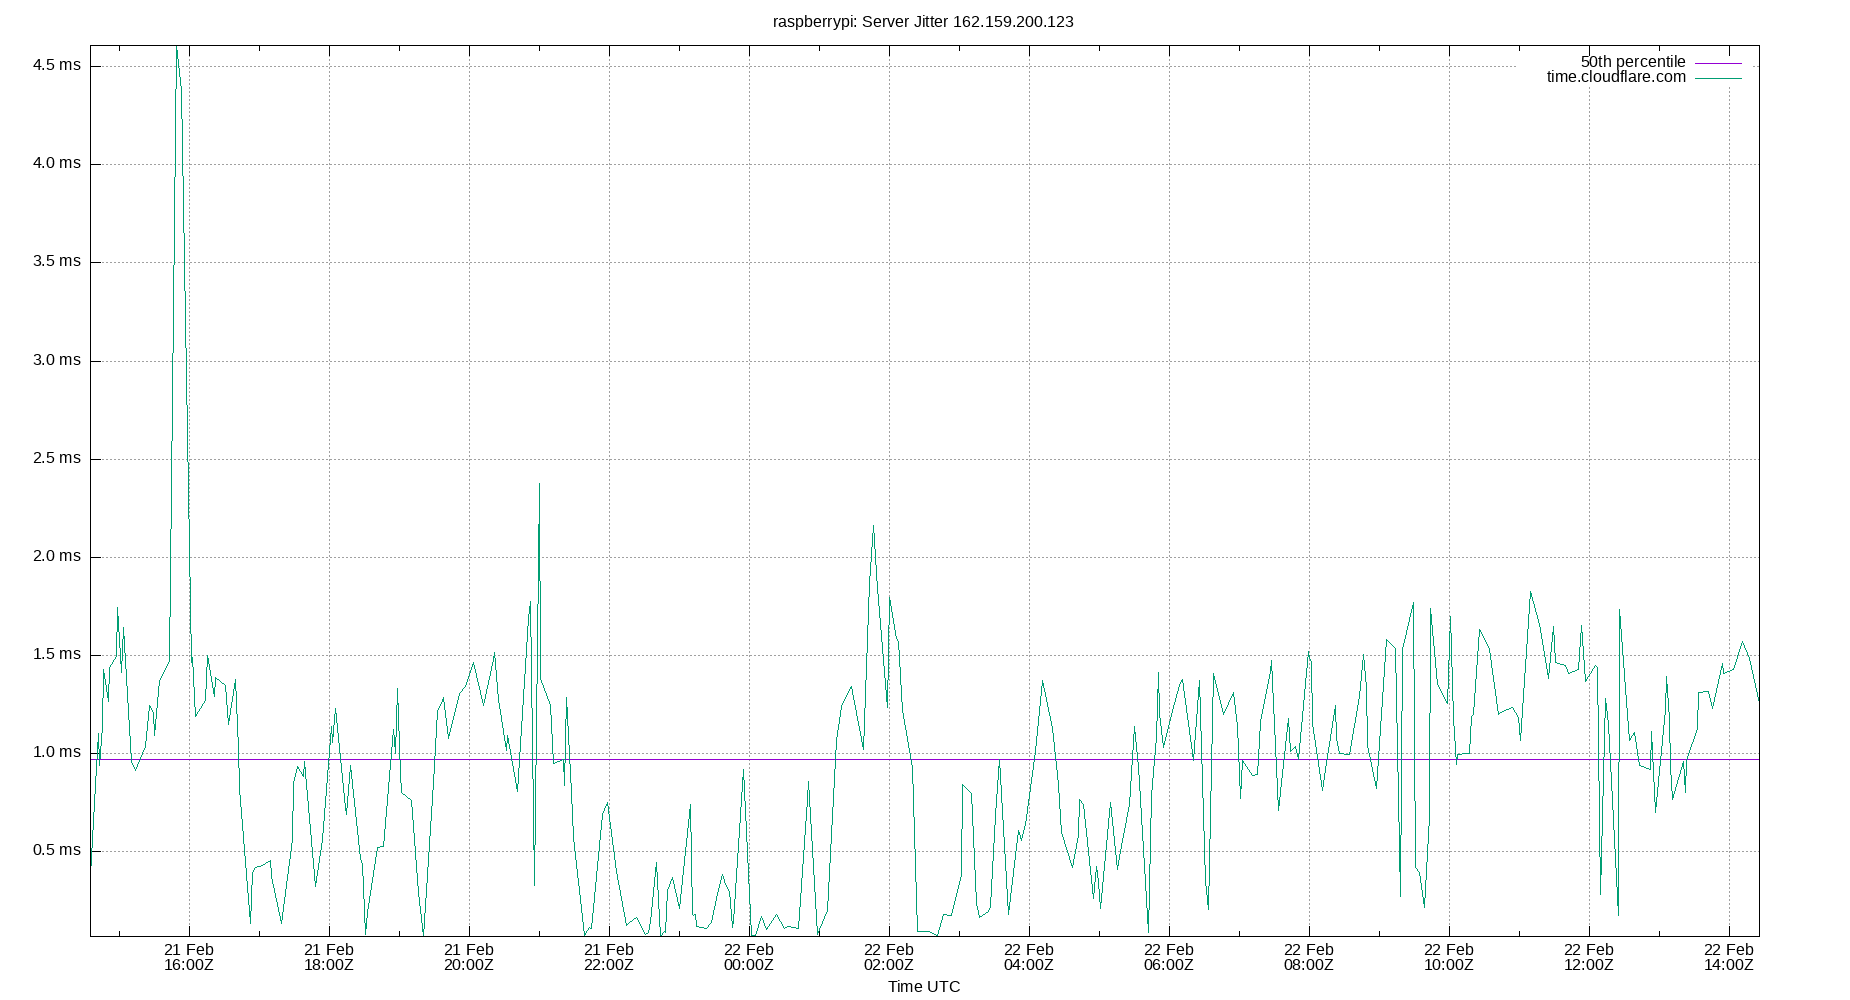 raspberrypi: Server Jitter 162.159.200.123
50th percentile
time.cloudflare.com
4.5 ms
4.0 ms
3.5 ms
3.0 ms
2.5 ms
2.0 ms
1.5 ms
1.0 ms
0.5 ms
21 Feb 21 Feb 21 Feb 21 Feb 22 Feb 22 Feb 22 Feb 22 Feb 22 Feb 22 Feb 22 Feb 22 Feb
16:00Z 18:00Z 20:00Z 22:00Z 00:00Z 02:00Z 04:00Z 06:00Z 08:00Z 10:00Z 12:00Z 14:00Z
Time UTC